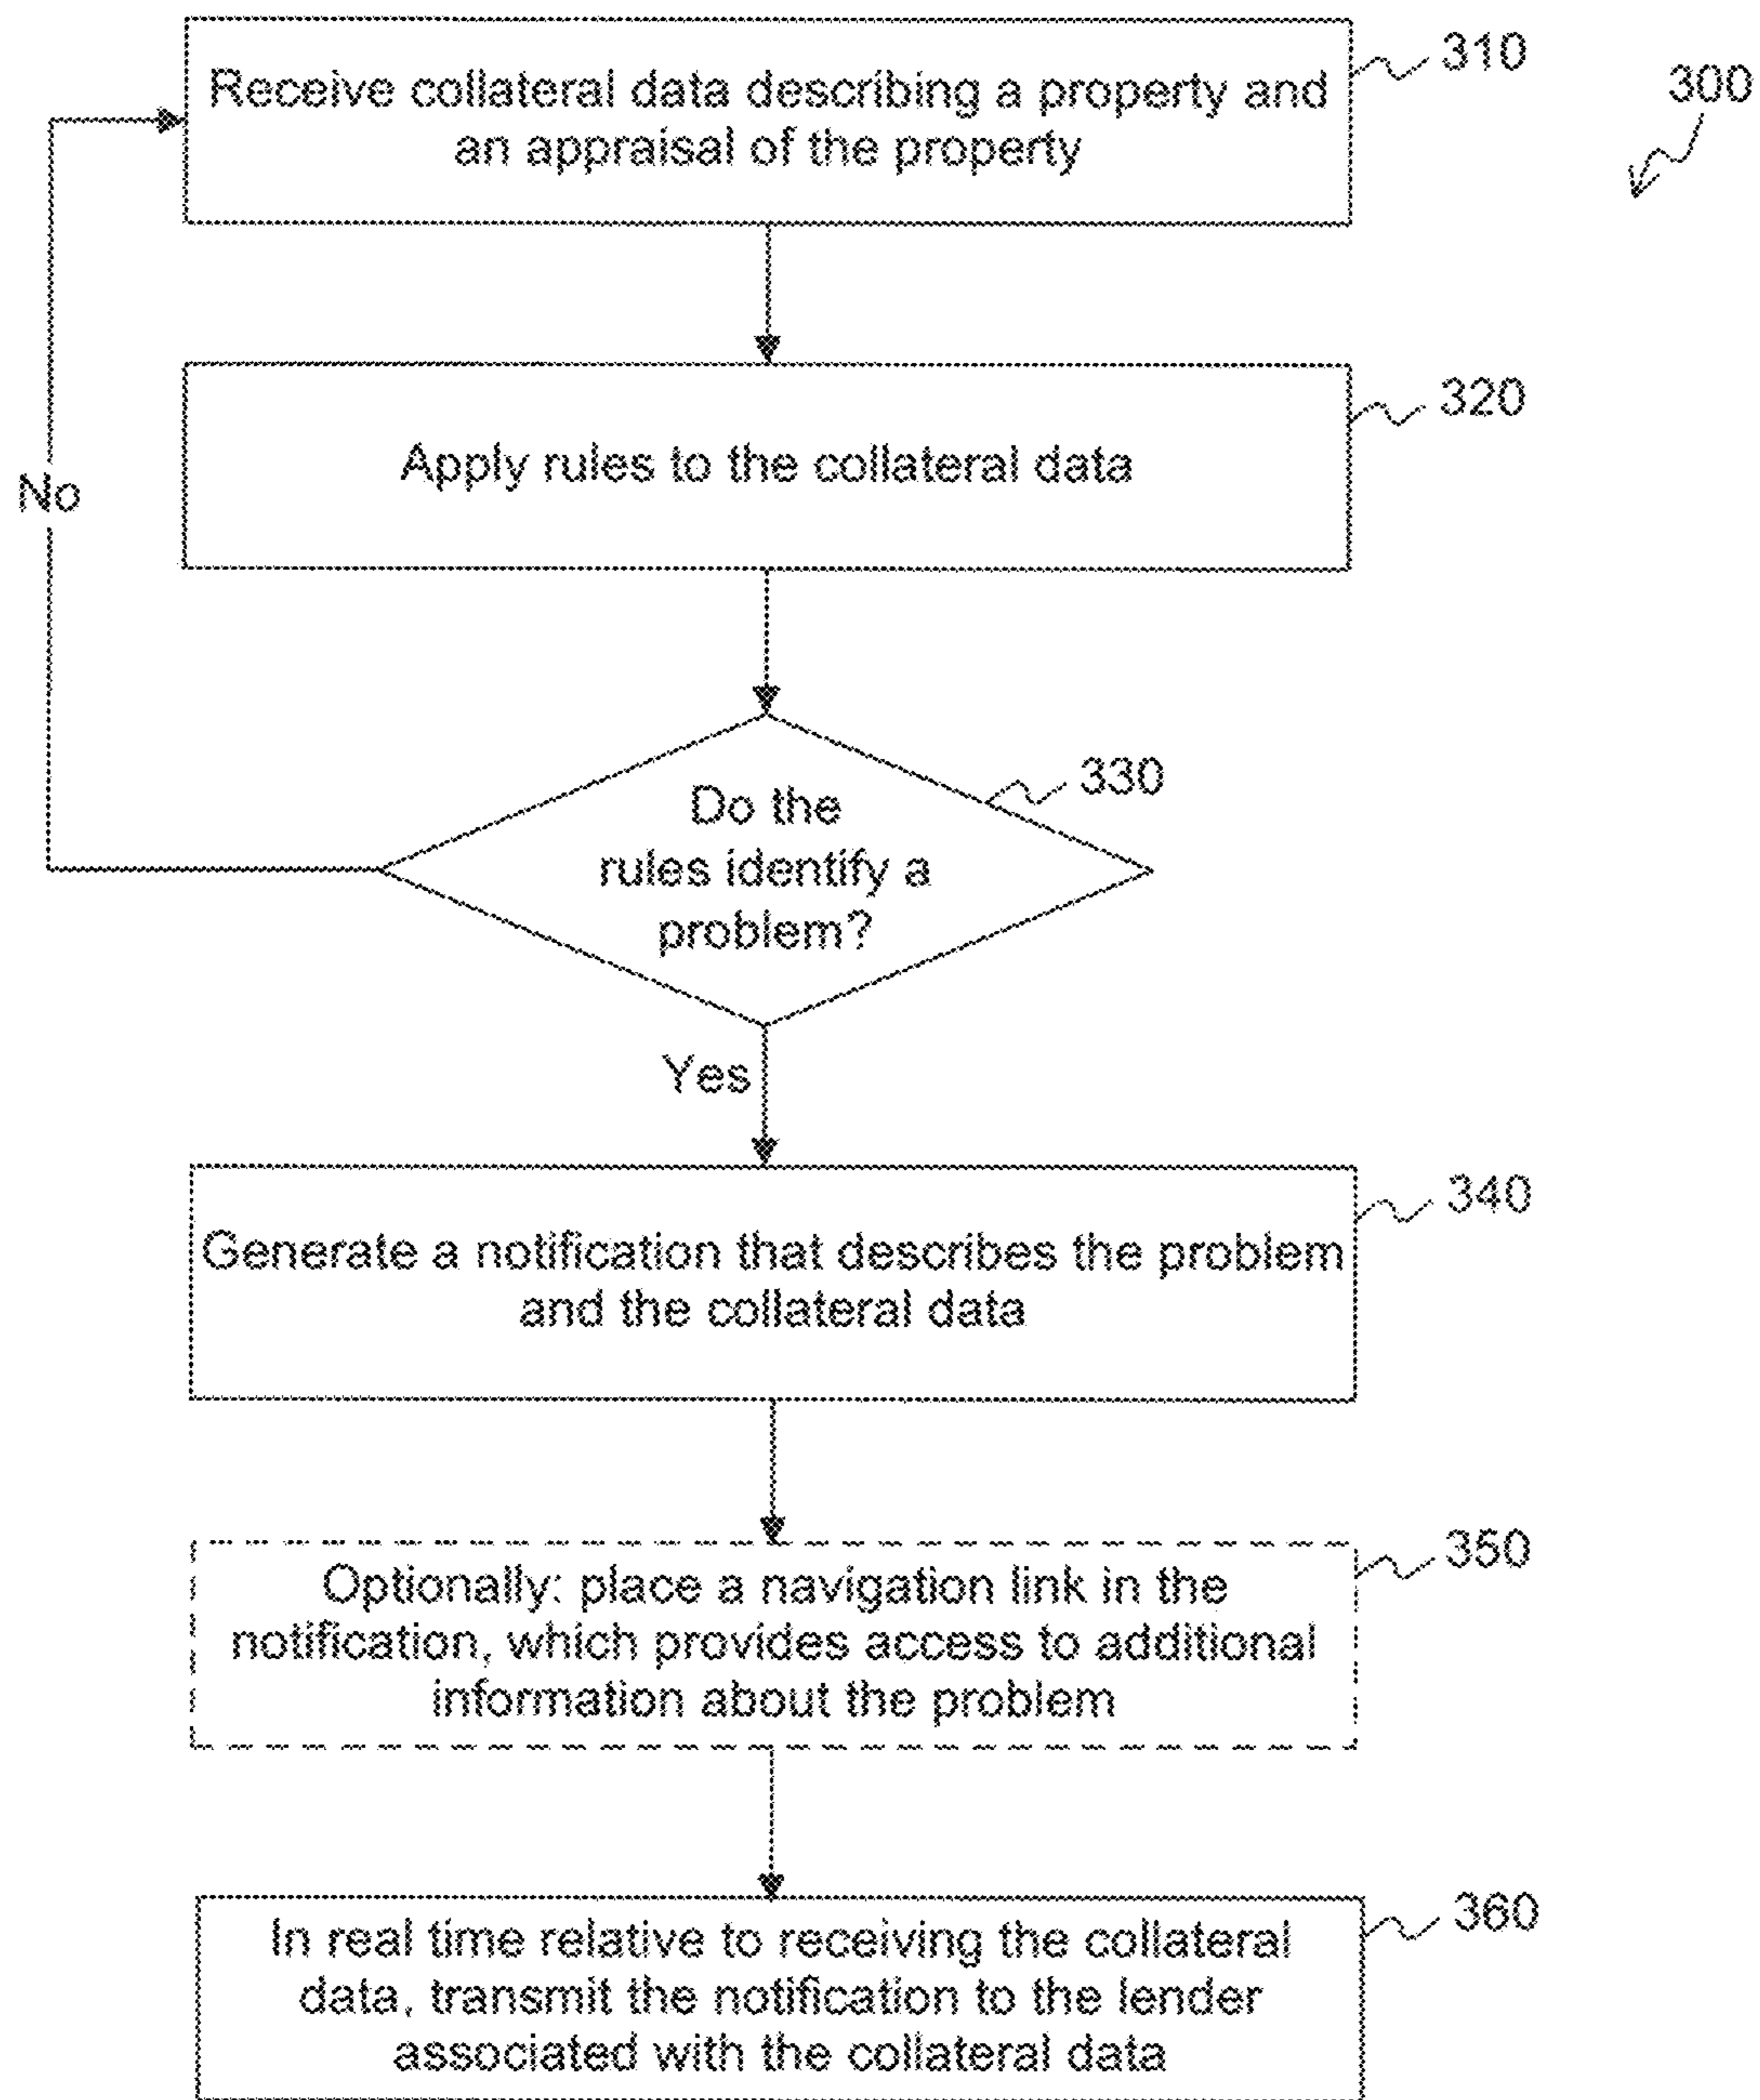 310
300
Receive collateral data describing a property and
an appraisal of the property
320
Apply rules to the collateral data
No
330
Do the
rules identify a
problem?
Yes
340
Generate a notification that describes the problem
and the collateral data
350
Optionally: place a navigation link in the
notification, which provides access to additional
information about the problem
360
In real time relative to receiving the collateral
data, transmit the notification to the lender
associated with the collateral data